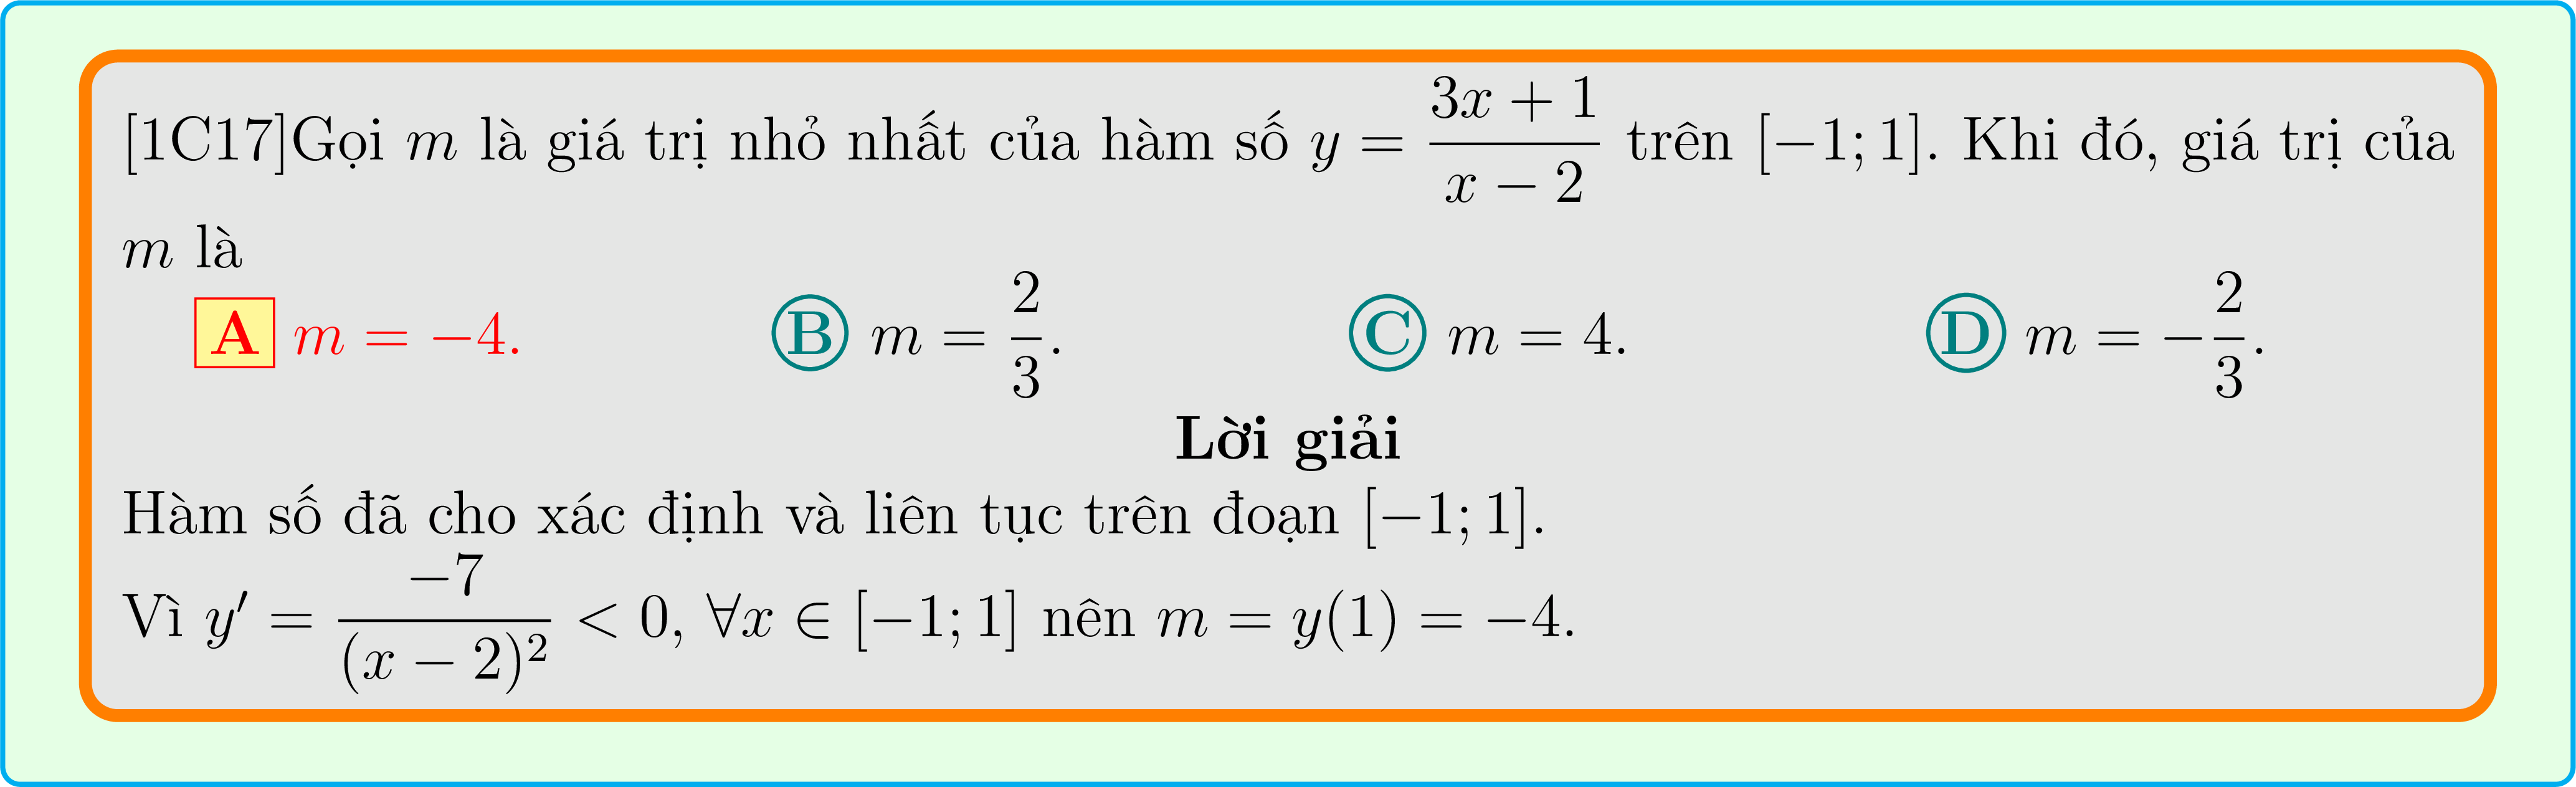 [1C17]Gọi m là giá trị nhỏ nhất của hàm số y = \frac{3x + 1}{x − 2} trên [−1; 1]. Khi đó, giá trị của
m là
A m = −4. B m = \frac{2}{3}. C m = 4. D m = −\frac{2}{3}.
Lời giải
Hàm số đã cho xác định và liên tục trên đoạn [−1; 1].
Vì y′ = \frac{−7}{(x − 2)²} < 0, ∀x ∈ [−1; 1] nên m = y(1) = −4.